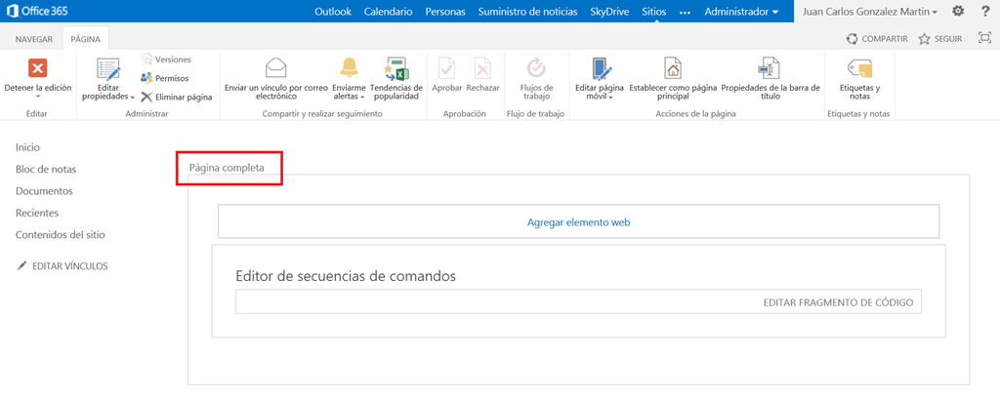 Office 365 Outlook Calendario Personas Suministro de noticias SkyDrive Sitios ••• Administrador Juan Carlos Gonzalez Martin ?
NAVEGAR PÁGINA COMPARTIR SEGUIR
Detener la edición
Editar propiedades
Versiones
Permisos
Eliminar página
Enviar un vínculo por correo electrónico
Enviarme alertas
Tendencias de popularidad
Aprobar Rechazar
Flujos de trabajo
Editar página móvil
Establecer como página principal
Propiedades de la barra de título
Etiquetas y notas
Editar Administrar Compartir y realizar seguimiento Aprobación Flujo de trabajo Acciones de la página Etiquetas y notas
Inicio
Bloc de notas
Documentos
Recientes
Contenidos del sitio
EDITAR VÍNCULOS
Página completa
Agregar elemento web
Editor de secuencias de comandos
EDITAR FRAGMENTO DE CÓDIGO